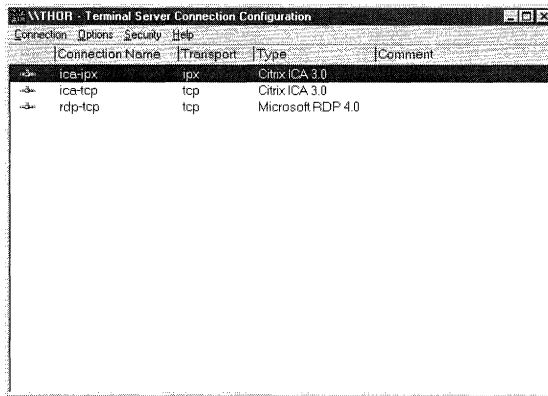 \\THOR - Terminal Server Connection Configuration
Connection Options Security Help
Connection Name Transport Type Comment
ica-ipx ipx Citrix ICA 3.0
ica-tcp tcp Citrix ICA 3.0
rdp-tcp tcp Microsoft RDP 4.0